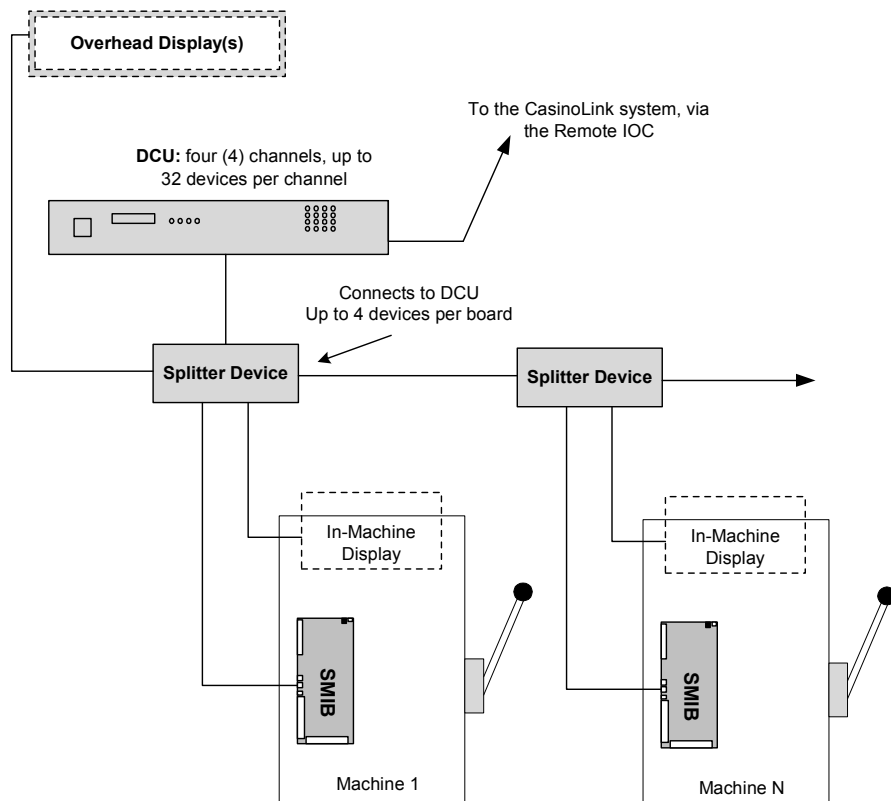 Overhead Display(s)
To the CasinoLink system, via
the Remote IOC
DCU: four (4) channels, up to
32 devices per channel
Connects to DCU
Up to 4 devices per board
Splitter Device
Splitter Device
In-Machine
Display
In-Machine
Display
SMIB
SMIB
Machine 1
Machine N